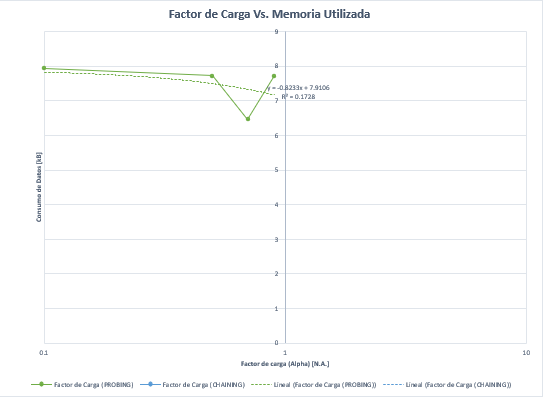 Factor de Carga Vs. Memoria Utilizada
9
8
y = -0.8233x + 7.9106
R² = 0.1728
7
6
5
4
3
2
1
0
Consumo de Datos [kB]
0.1
1
10
Factor de carga (Alpha) [N.A.]
Factor de Carga (PROBING)
Factor de Carga (CHAINING)
Lineal (Factor de Carga (PROBING))
Lineal (Factor de Carga (CHAINING))